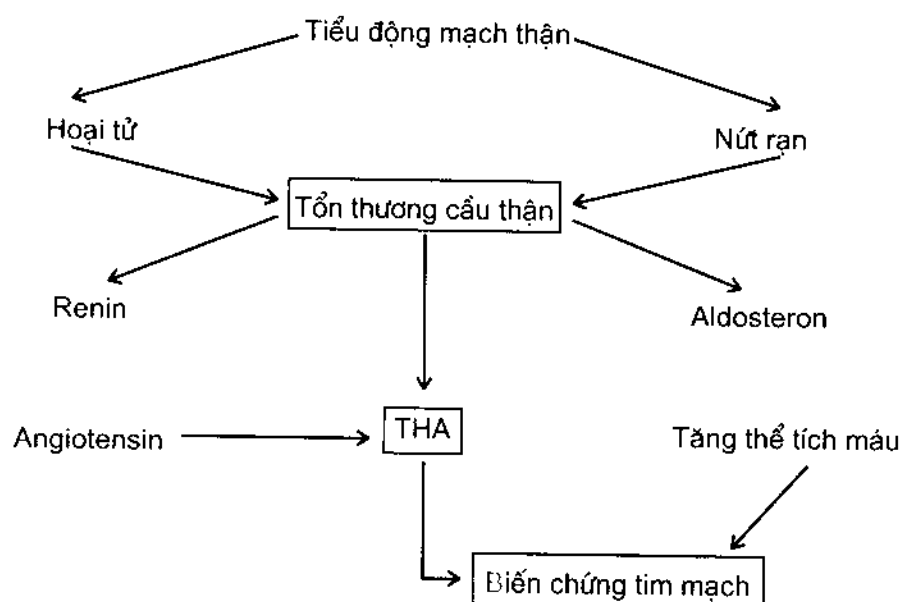 Tiểu động mạch thận
Hoại tử
Nứt rạn
Tổn thương cầu thận
Renin
Aldosteron
Angiotensin
THA
Tăng thể tích máu
Biến chứng tim mạch